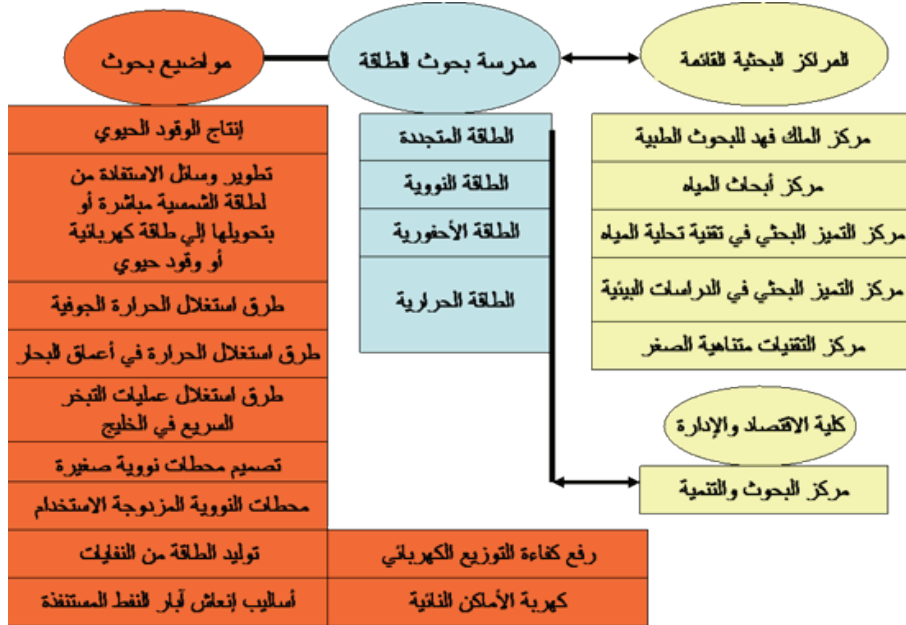 المراكز البحثية القائمة
مركز الملك فهد للبحوث الطبية
مركز أبحاث المياه
مركز التميز البحثي في تقنية تحلية المياه
مركز التميز البحثي في الدراسات البيئية
مركز التقنيات متناهية الصغر
كلية الاقتصاد والإدارة
مركز البحوث والتنمية
مدرسة بحوث الطاقة
الطاقة المتجددة
الطاقة النووية
الطاقة الأحفورية
الطاقة الحرارية
مواضيع بحوث
إنتاج الوقود الحيوي
تطوير وسائل الاستفادة من
لطاقة الشمسية مباشرة أو
بتحويلها إلي طاقة كهربائية
أو وقود حيوي
طرق استغلال الحرارة الجوفية
طرق استغلال الحرارة في أعماق البحار
طرق استغلال عمليات التبخر
السريع في الخليج
تصميم محطات نووية صغيرة
محطات النووية المزدوجة الاستخدام
رفع كفاءة التوزيع الكهربائي
توليد الطاقة من النفايات
كهربة الأماكن النائية
أساليب إنعاش آبار النفط المستنفذة